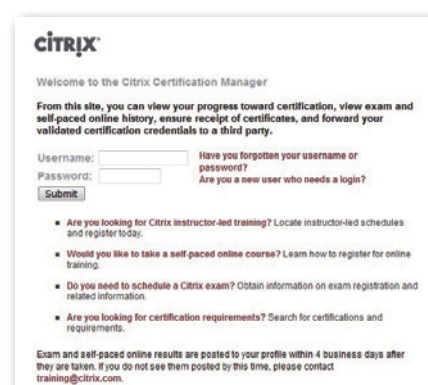 CİTRIX®
Welcome to the Citrix Certification Manager
From this site, you can view your progress toward certification, view exam and
self-paced online history, ensure receipt of certificates, and forward your
validated certification credentials to a third party.
Username:
Have you forgotten your username or
password?
Password:
Are you a new user who needs a login?
Submit
▪ Are you looking for Citrix instructor-led training? Locate instructor-led schedules
and register today.
▪ Would you like to take a self-paced online course? Learn how to register for online
training.
▪ Do you need to schedule a Citrix exam? Obtain information on exam registration and
related information.
▪ Are you looking for certification requirements? Search for certifications and
requirements.
Exam and self-paced online results are posted to your profile within 4 business days after
they are taken. If you do not see them posted by this time, please contact
training@citrix.com.